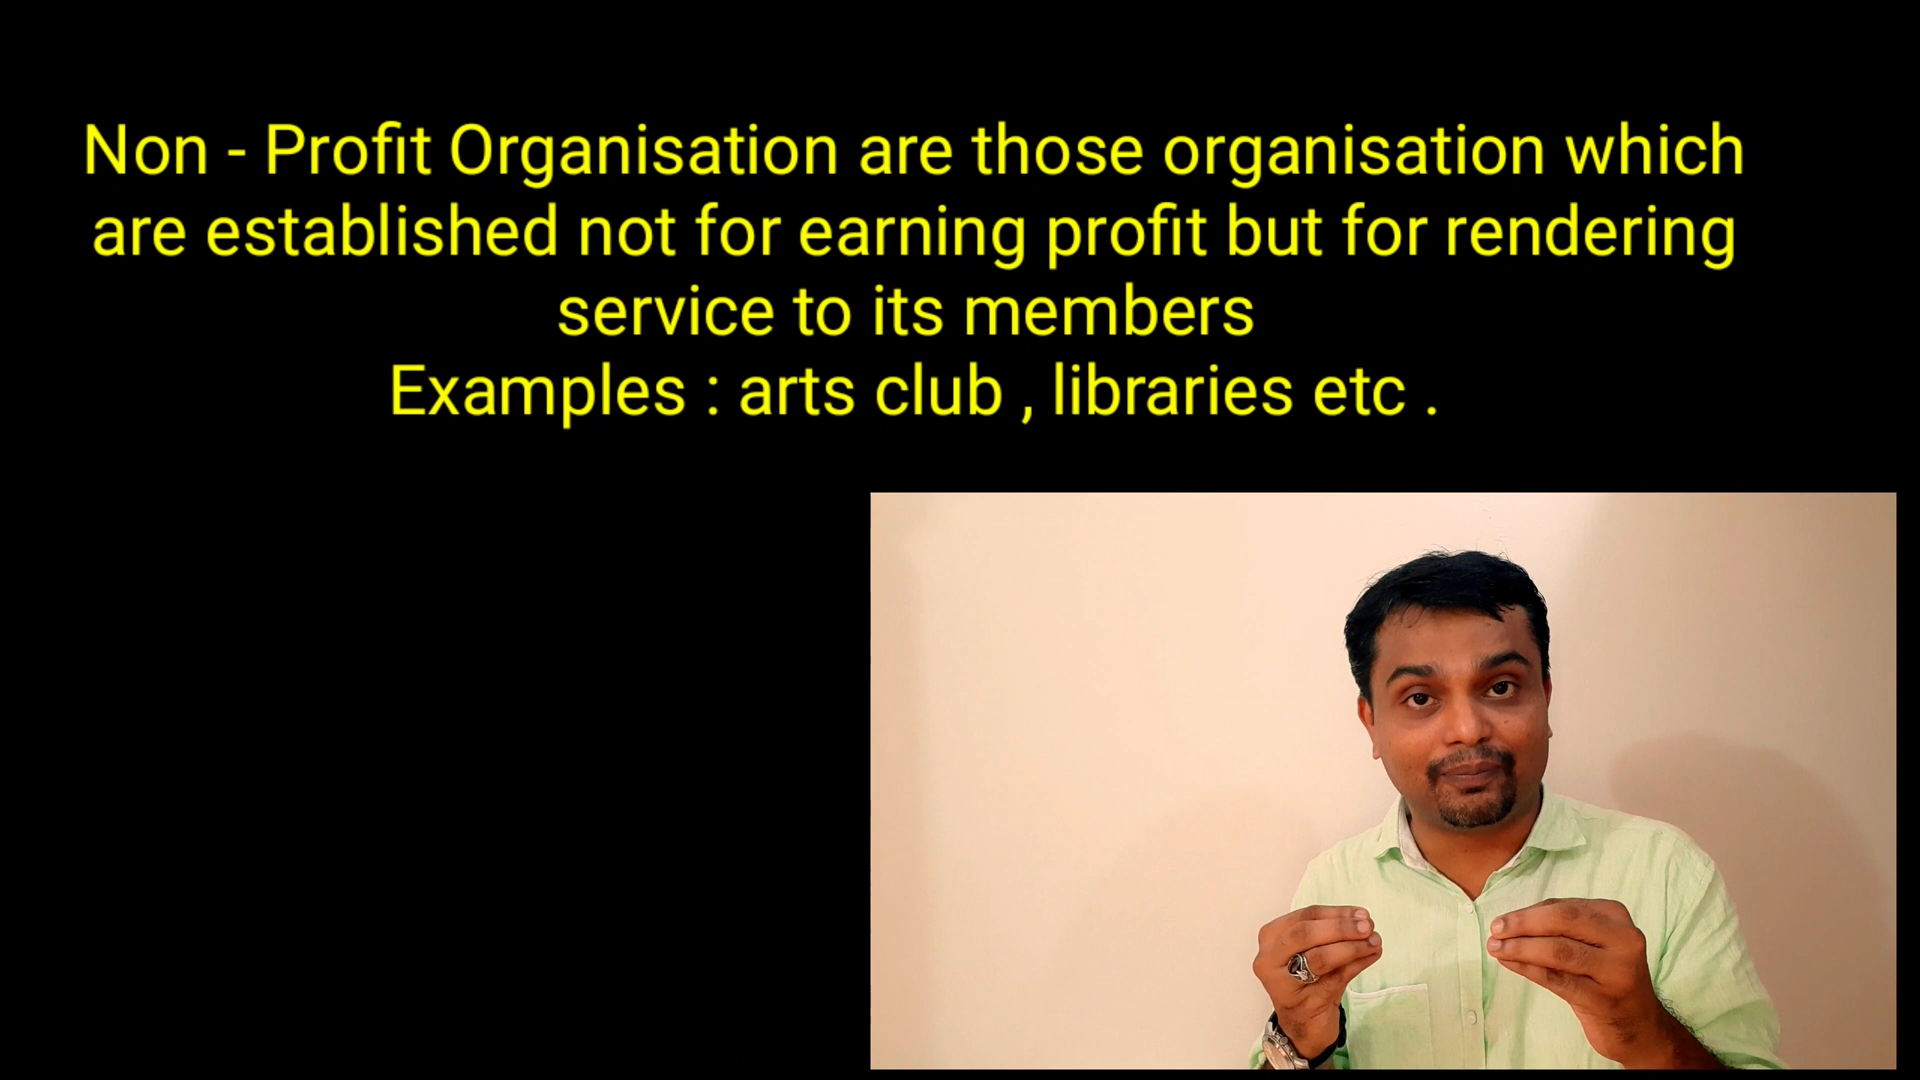 Non - Profit Organisation are those organisation which
are established not for earning profit but for rendering
service to its members
Examples : arts club , libraries etc .